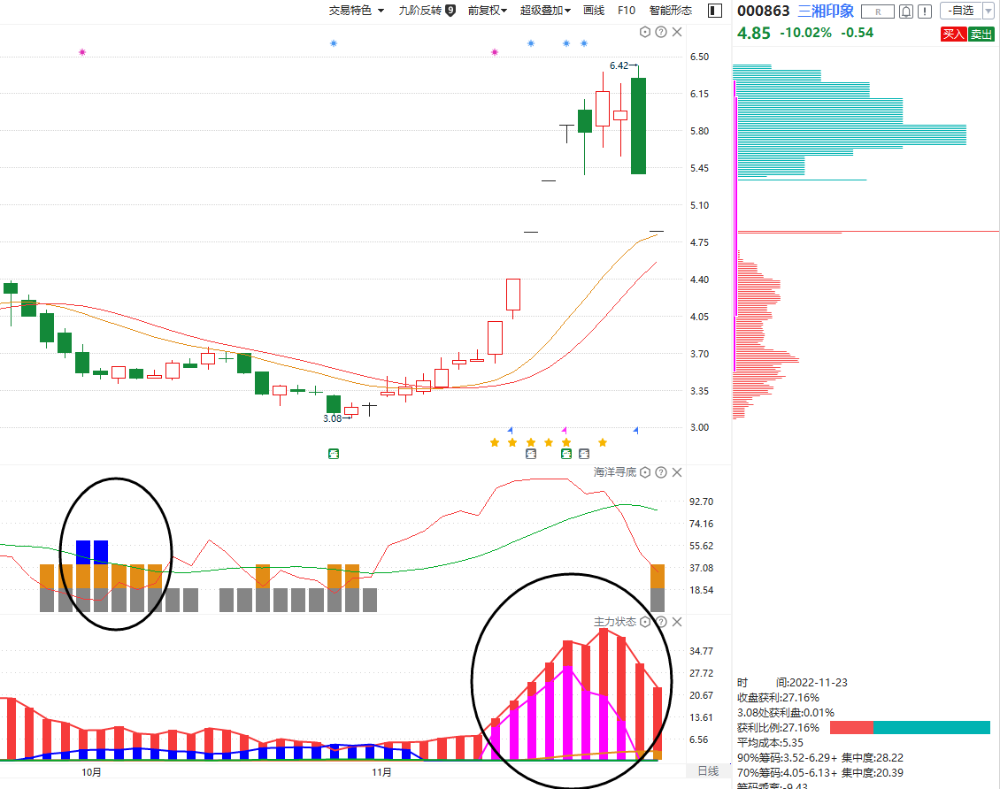 交易特色 九阶反转 9 前复权 超级叠加 画线 F10 智能形态
000863 三湘印象 R -自选
4.85 -10.02% -0.54 买入 卖出
6.42
6.50
6.15
5.80
5.45
5.10
4.75
4.40
4.05
3.70
3.35
3.00
3.08
海洋寻底
92.70
74.16
55.62
37.08
18.54
主力状态
34.77
27.72
20.67
13.61
6.56
10月 11月 日线
时 间:2022-11-23
收盘获利:27.16%
3.08处获利盘:0.01%
获利比例:27.16%
平均成本:5.35
90%筹码:3.52-6.29+ 集中度:28.22
70%筹码:4.05-6.13+ 集中度:20.39
筹码乖离:-9.43